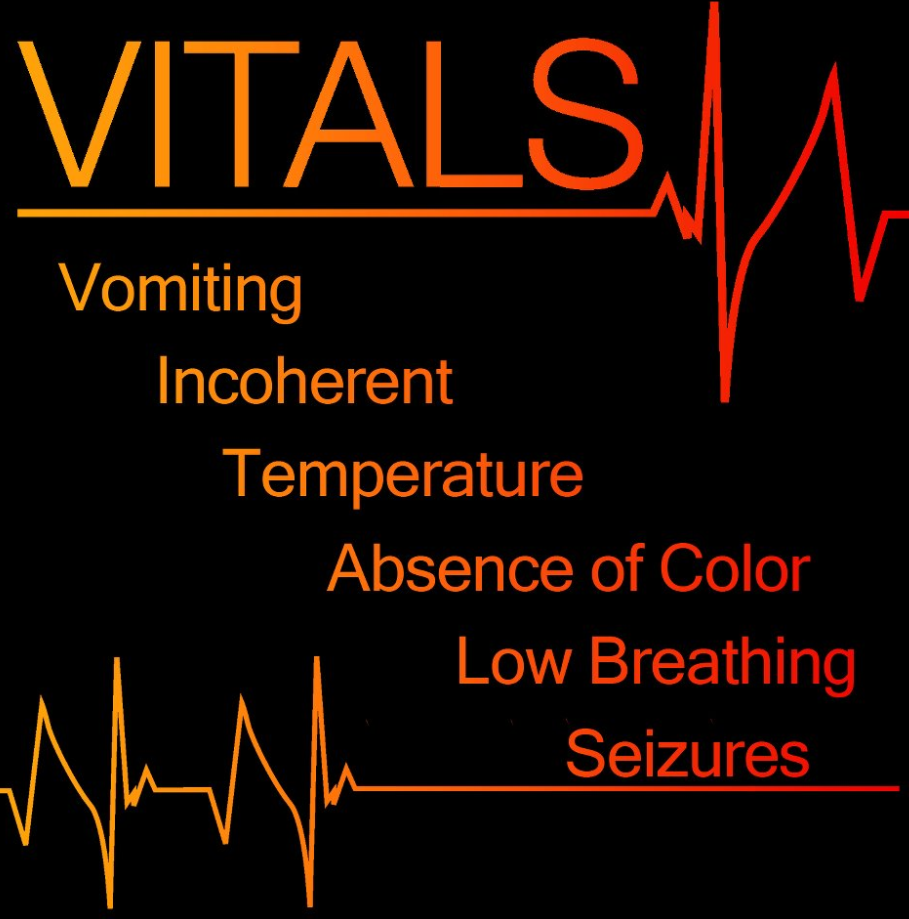 VITALS
Vomiting
Incoherent
Temperature
Absence of Color
Low Breathing
Seizures